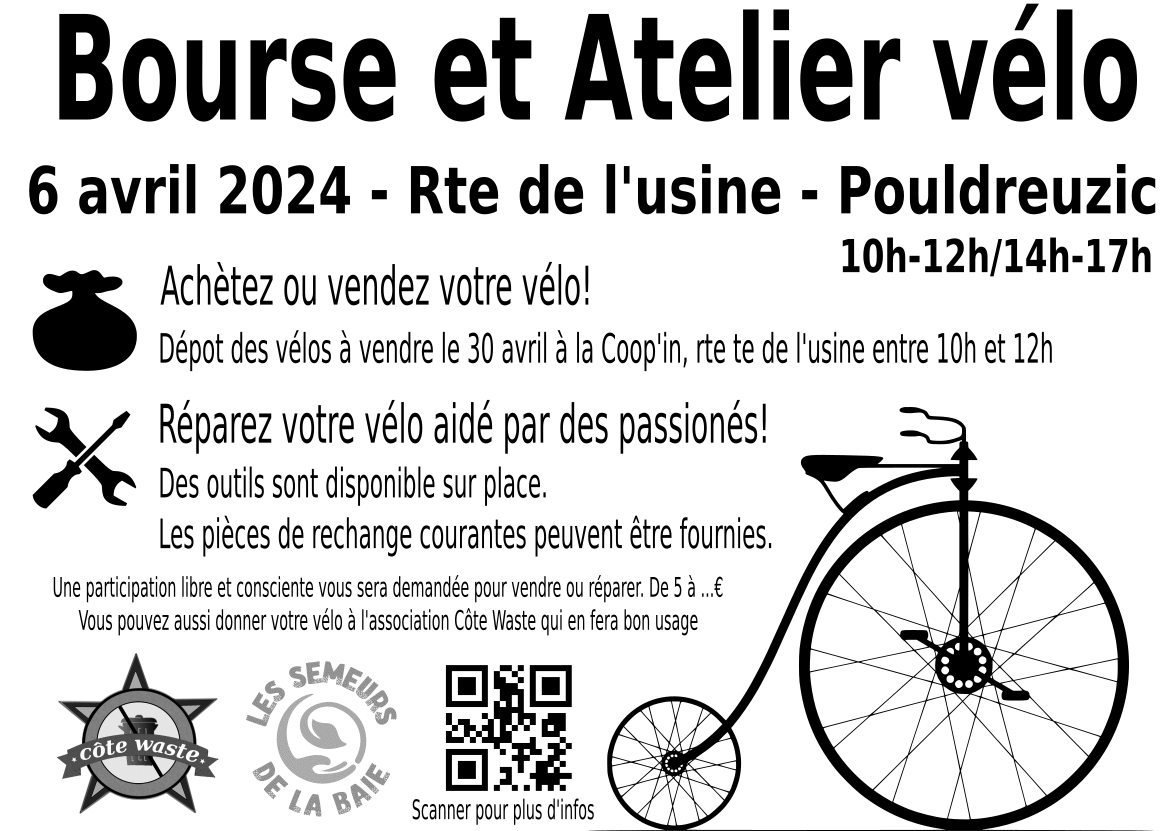 Bourse et Atelier vélo
6 avril 2024 - Rte de l'usine - Pouldreuzic
10h-12h/14h-17h
Achètez ou vendez votre vélo!
Dépot des vélos à vendre le 30 avril à la Coop'in, rte te de l'usine entre 10h et 12h
Réparez votre vélo aidé par des passionés!
Des outils sont disponible sur place.
Les pièces de rechange courantes peuvent être fournies.
Une participation libre et consciente vous sera demandée pour vendre ou réparer. De 5 à ...€
Vous pouvez aussi donner votre vélo à l'association Côte Waste qui en fera bon usage
côte waste
LES SEMEURS
DE LA BAIE
Scanner pour plus d'infos